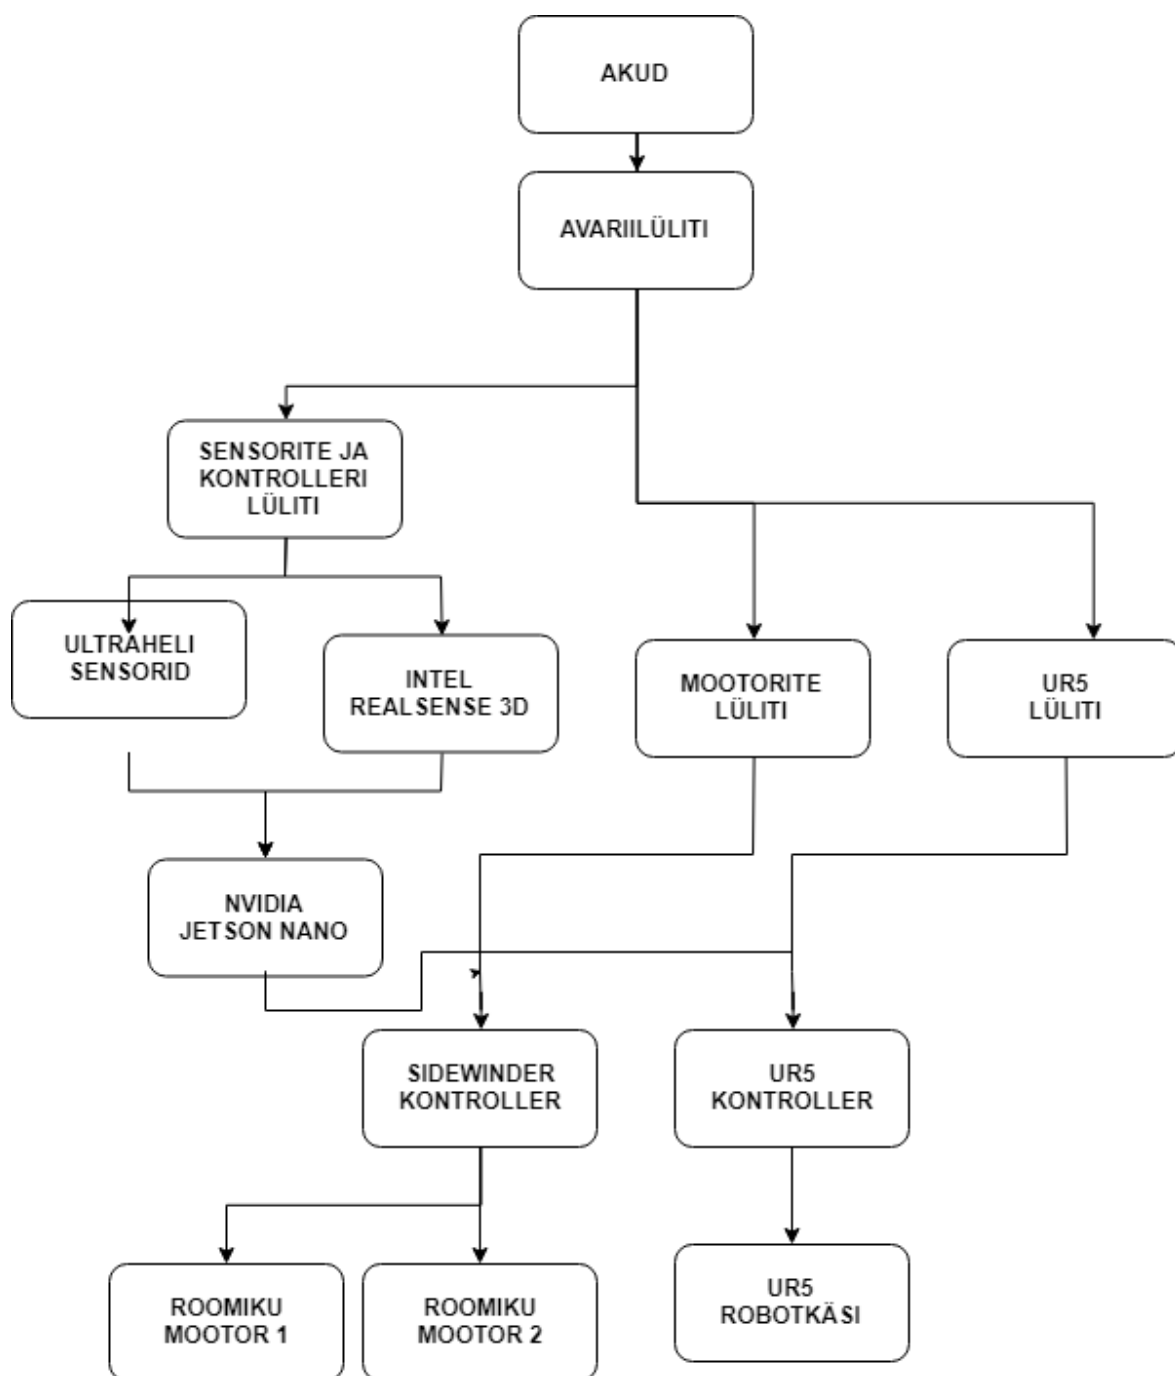 AKUD
AVARIILÜLITI
SENSORITE JA
KONTROLLERI
LÜLITI
ULTRAHELI
SENSORID
INTEL
REALSENSE 3D
MOOTORITE
LÜLITI
UR5
LÜLITI
NVIDIA
JETSON NANO
SIDEWINDER
KONTROLLER
UR5
KONTROLLER
ROOMIKU
MOOTOR 1
ROOMIKU
MOOTOR 2
UR5
ROBOTKÄSI